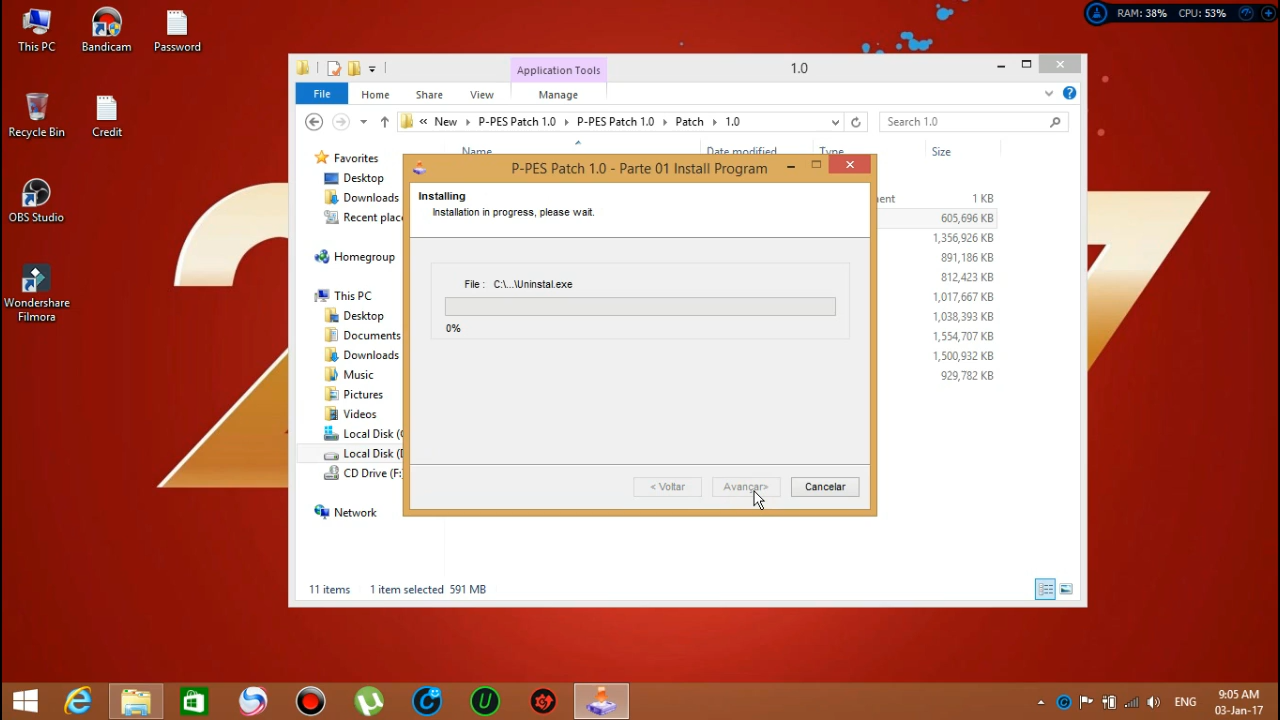 This PC
Bandicam
Password
Recycle Bin
Credit
OBS Studio
Wondershare
Filmora
RAM: 38% CPU: 53%
Application Tools
1.0
File Home Share View Manage
« New P-PES Patch 1.0 P-PES Patch 1.0 Patch 1.0
Search 1.0
Favorites
Desktop
Downloads
Recent place
Homegroup
This PC
Desktop
Documents
Downloads
Music
Pictures
Videos
Local Disk (
Local Disk (
CD Drive (F:
Network
Name Date modified Type Size
ent 1 KB
605,696 KB
1,356,926 KB
891,186 KB
812,423 KB
1,017,667 KB
1,038,393 KB
1,554,707 KB
1,500,932 KB
929,782 KB
P-PES Patch 1.0 - Parte 01 Install Program
Installing
Installation in progress, please wait.
File : C:\...\Uninstal.exe
0%
< Voltar Avançar> Cancelar
11 items 1 item selected 591 MB
ENG
9:05 AM
03-Jan-17